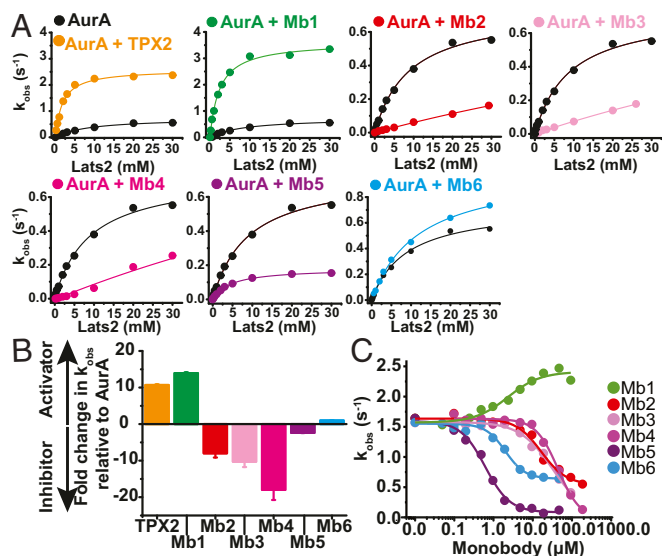 A
AurA
AurA + TPX2
AurA + Mb1
AurA + Mb2
AurA + Mb3
k_obs (s⁻¹)
4
3
2
1
0
4
3
2
1
0
0.6
0.4
0.2
0.0
0.6
0.4
0.2
0.0
0 5 10 15 20 25 30
0 5 10 15 20 25 30
0 5 10 15 20 25 30
0 5 10 15 20 25 30
Lats2 (mM)
Lats2 (mM)
Lats2 (mM)
Lats2 (mM)
AurA + Mb4
AurA + Mb5
AurA + Mb6
k_obs (s⁻¹)
0.6
0.4
0.2
0.0
0.6
0.4
0.2
0.0
0.8
0.6
0.4
0.2
0.0
0 5 10 15 20 25 30
0 5 10 15 20 25 30
0 5 10 15 20 25 30
Lats2 (mM)
Lats2 (mM)
Lats2 (mM)
B
Activator
Inhibitor
Fold change in k_obs
relative to AurA
20
10
0
-10
-20
TPX2
Mb1
Mb2
Mb3
Mb4
Mb5
Mb6
C
k_obs (s⁻¹)
2.5
2.0
1.5
1.0
0.5
0.0
Mb1
Mb2
Mb3
Mb4
Mb5
Mb6
0.0 0.1 1.0 10.0 100.0 1000.0
Monobody (μM)